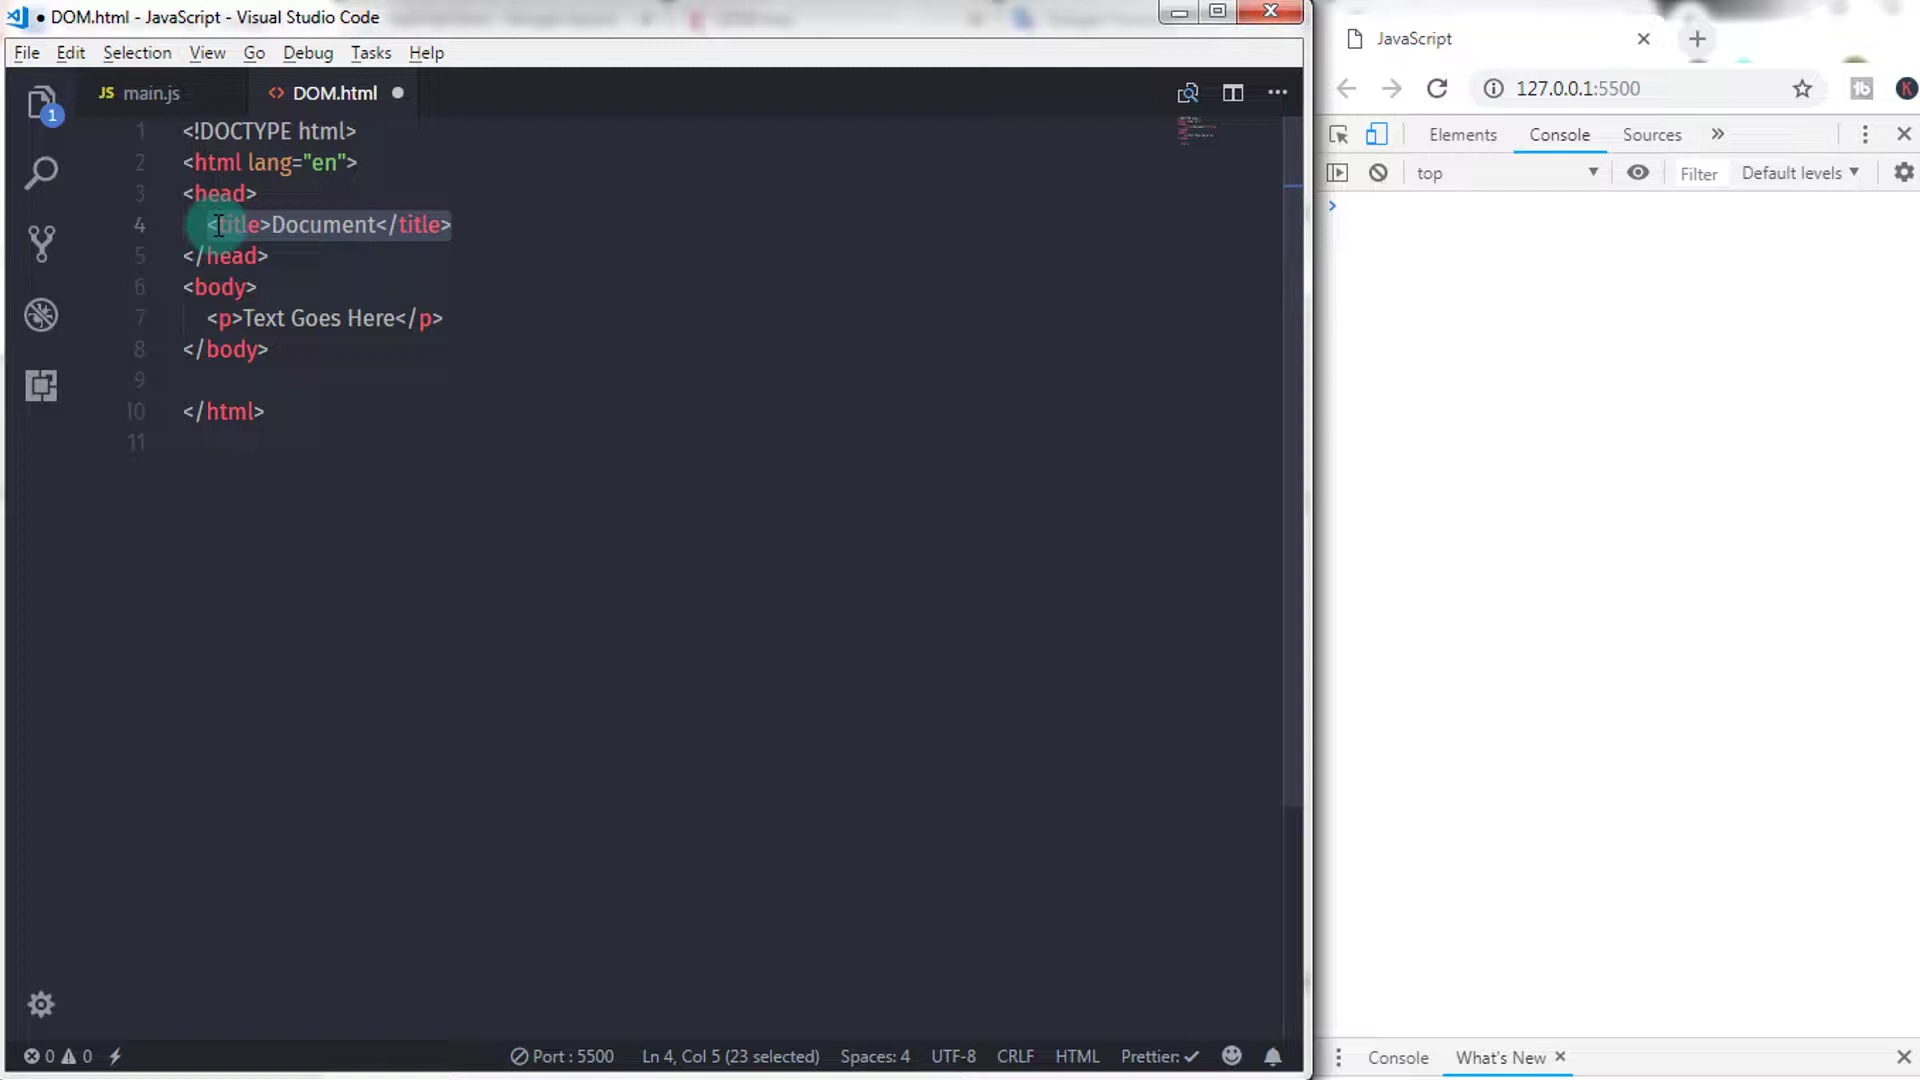 DOM.html - JavaScript - Visual Studio Code
File Edit Selection View Go Debug Tasks Help
JS main.js <> DOM.html
1 <!DOCTYPE html>
2 <html lang="en">
3 <head>
4 <title>Document</title>
5 </head>
6 <body>
7 <p>Text Goes Here</p>
8 </body>
9
10 </html>
11
1
0 0 Port : 5500 Ln 4, Col 5 (23 selected) Spaces: 4 UTF-8 CRLF HTML Prettier: ✓
JavaScript
127.0.0.1:5500
K
Elements Console Sources »
top Filter Default levels
Console What's New